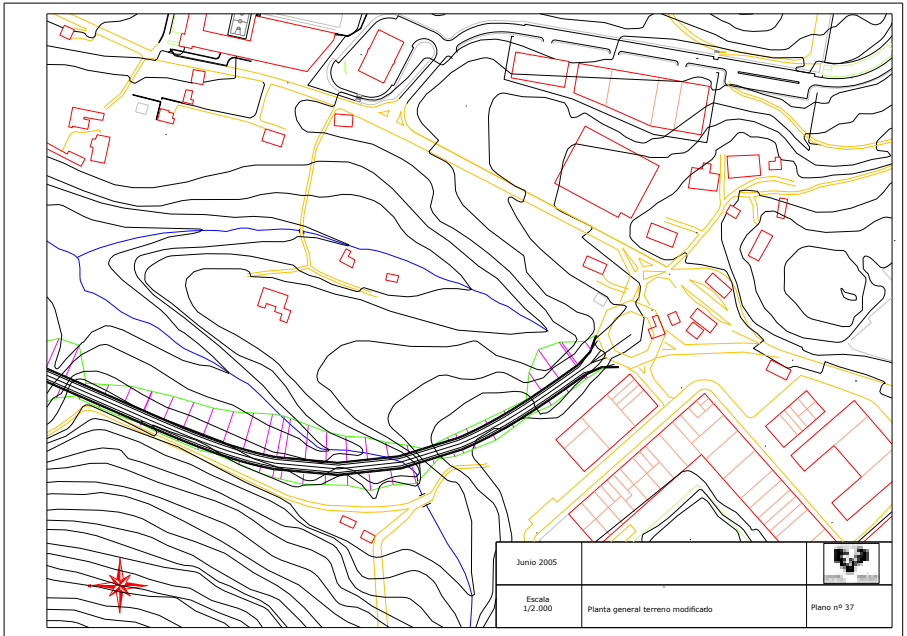 Junio 2005
Escala
1/2.000
Planta general terreno modificado
Plano nº 37